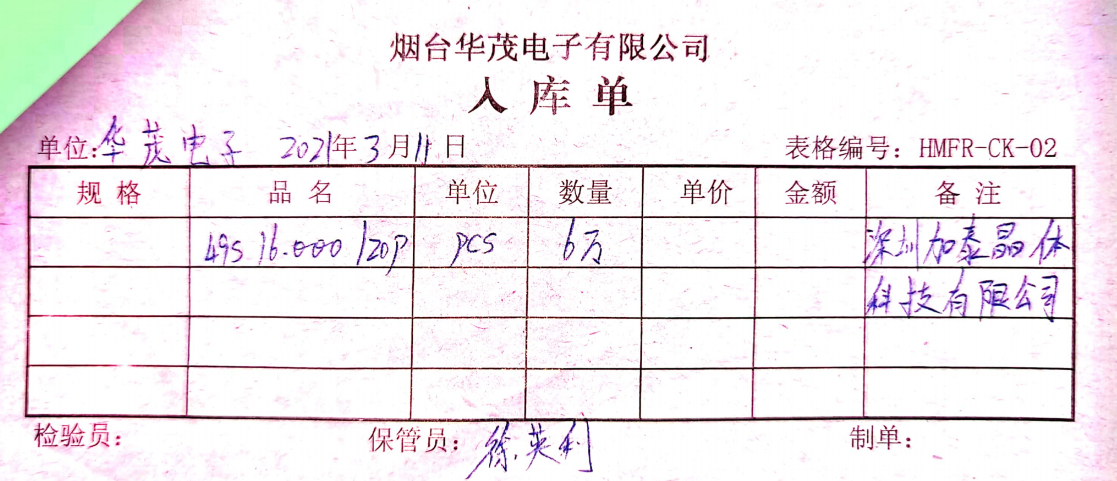 烟台华茂电子有限公司
入库单
单位:华茂电子 2021年3月11日 表格编号: HMFR-CK-02
规格 品名 单位 数量 单价 金额 备注
49S 16.000 120P PCS 6万 深圳加泰晶体
科技有限公司
检验员: 保管员: 徐英利 制单: